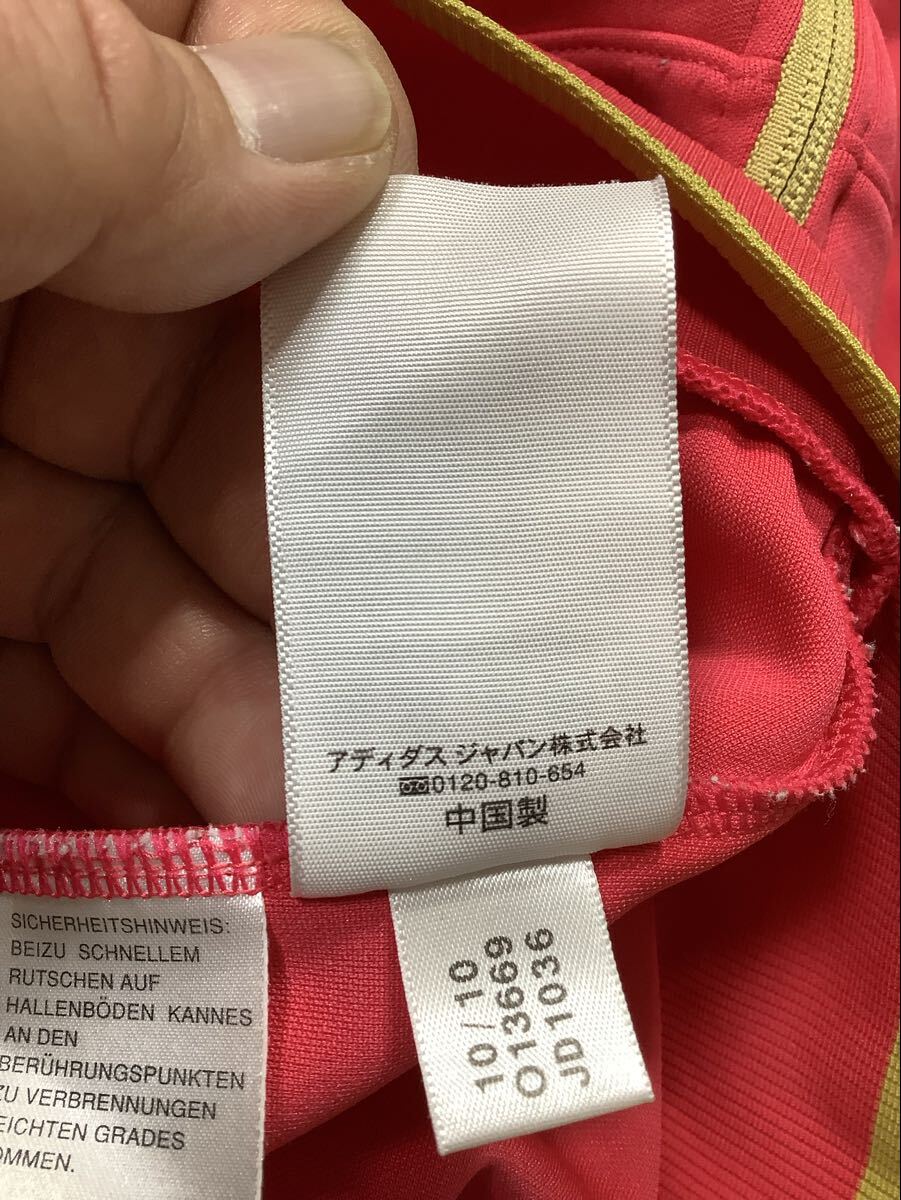 アディダス ジャパン株式会社
0120-810-654
中国製
10/10
O13669
JD1036
SICHERHEITSHINWEIS:
BEIZU SCHNELLEM
RUTSCHEN AUF
HALLENBÖDEN KANNES
AN DEN
BERÜHRUNGSPUNKTEN
ZU VERBRENNUNGEN
EICHTEN GRADES
OMMEN.